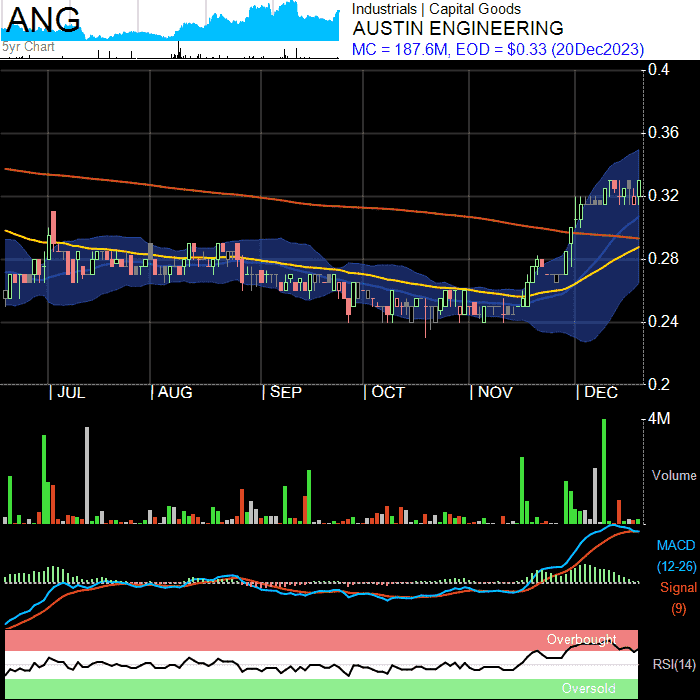 ANG
5yr Chart
Industrials | Capital Goods
AUSTIN ENGINEERING
MC = 187.6M, EOD = $0.33 (20Dec2023)
0.4
0.36
0.32
0.28
0.24
0.2
| JUL | AUG | SEP | OCT | NOV | DEC
4M
Volume
MACD
(12-26)
Signal
(9)
Overbought
RSI(14)
Oversold